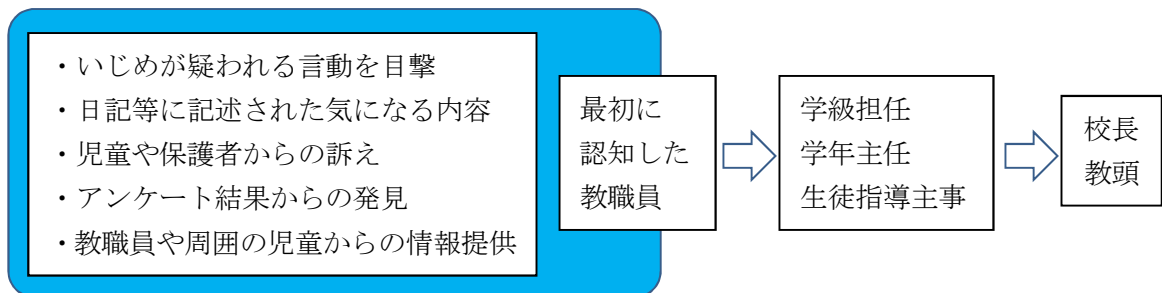 ・いじめが疑われる言動を目撃
・日記等に記述された気になる内容
・児童や保護者からの訴え
・アンケート結果からの発見
・教職員や周囲の児童からの情報提供
最初に
認知した
教職員
学級担任
学年主任
生徒指導主事
校長
教頭